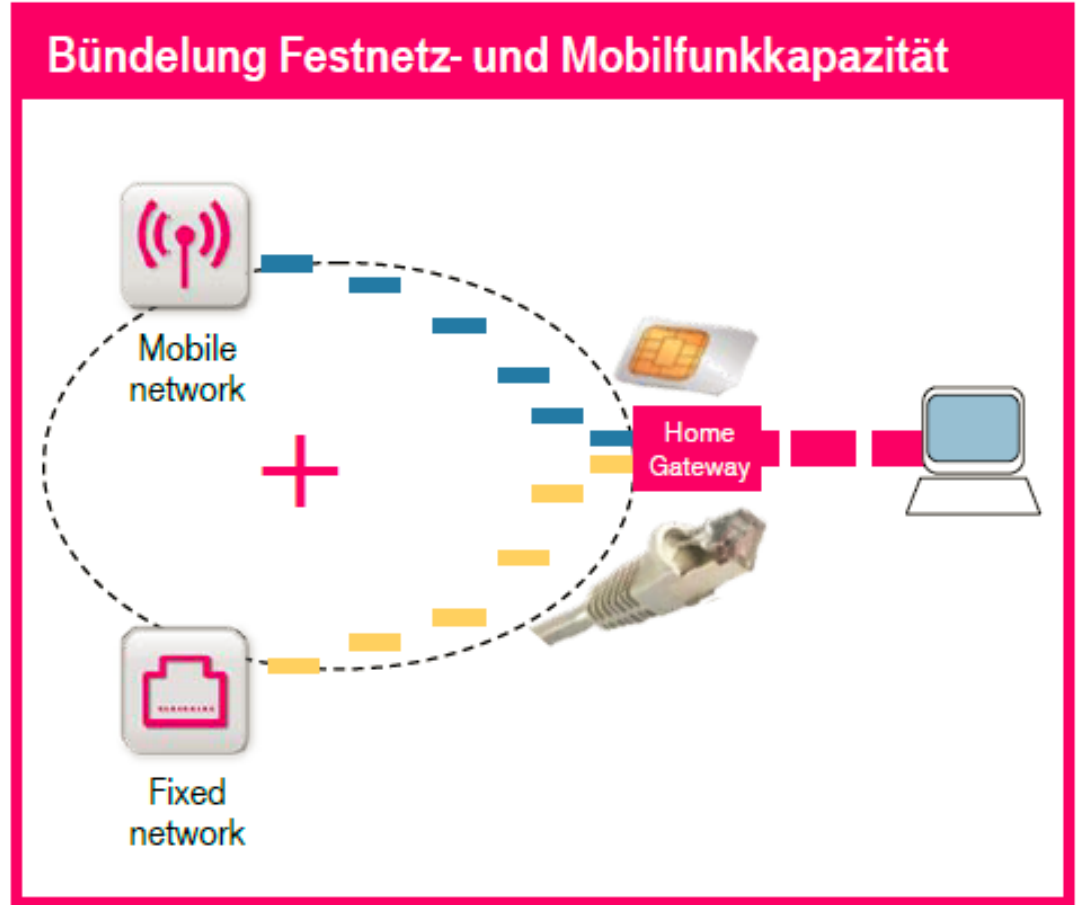 Bündelung Festnetz- und Mobilfunkkapazität
Mobile
network
Home
Gateway
Fixed
network